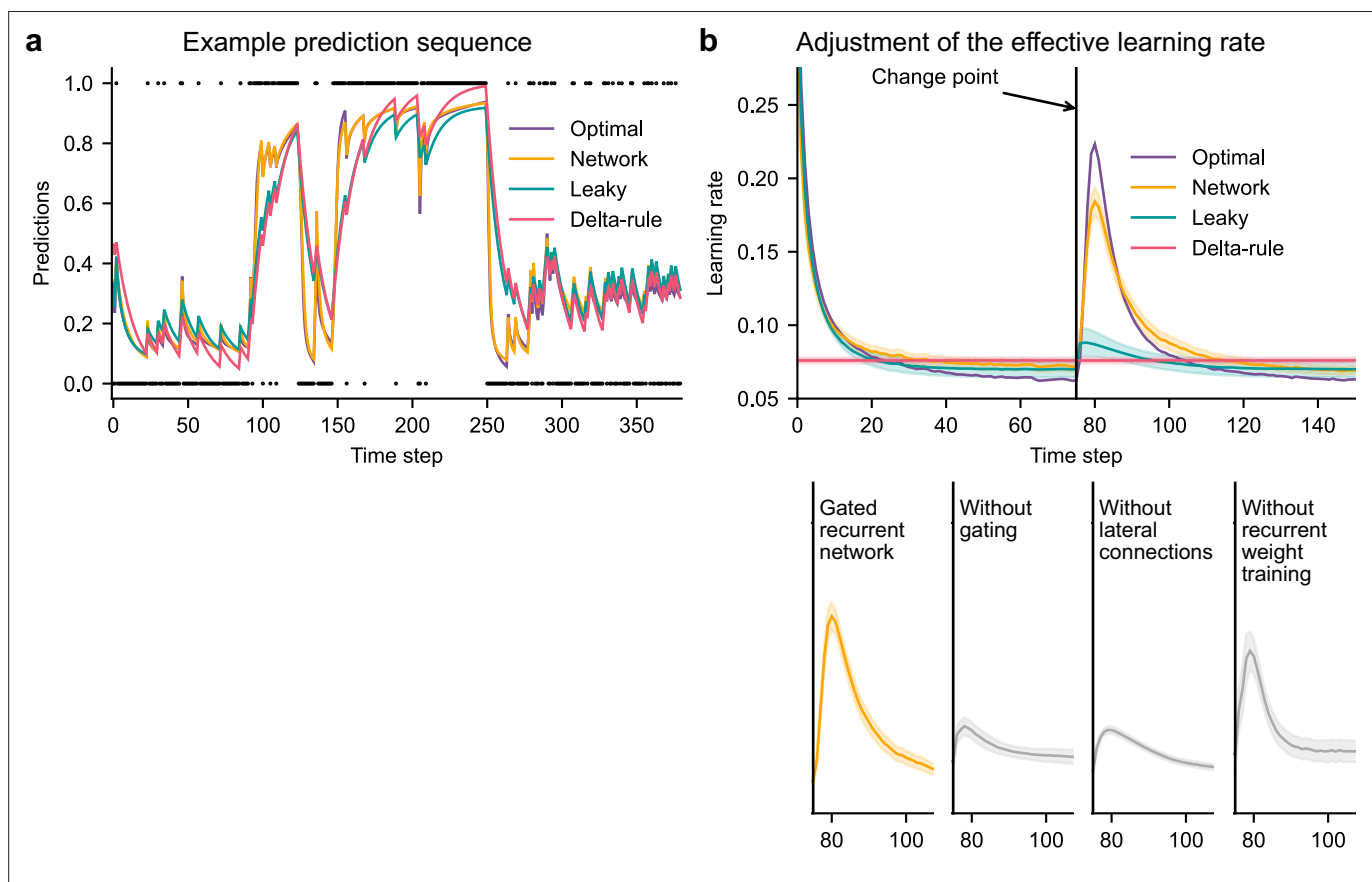 a
Example prediction sequence
1.0
0.8
0.6
0.4
0.2
0.0
Predictions
Optimal
Network
Leaky
Delta-rule
0
50
100
150
200
250
300
350
Time step
b
Adjustment of the effective learning rate
Change point
0.25
0.20
0.15
0.10
0.05
Learning rate
Optimal
Network
Leaky
Delta-rule
0
20
40
60
80
100
120
140
Time step
Gated
recurrent
network
80
100
Without
gating
80
100
Without
lateral
connections
80
100
Without
recurrent
weight
training
80
100